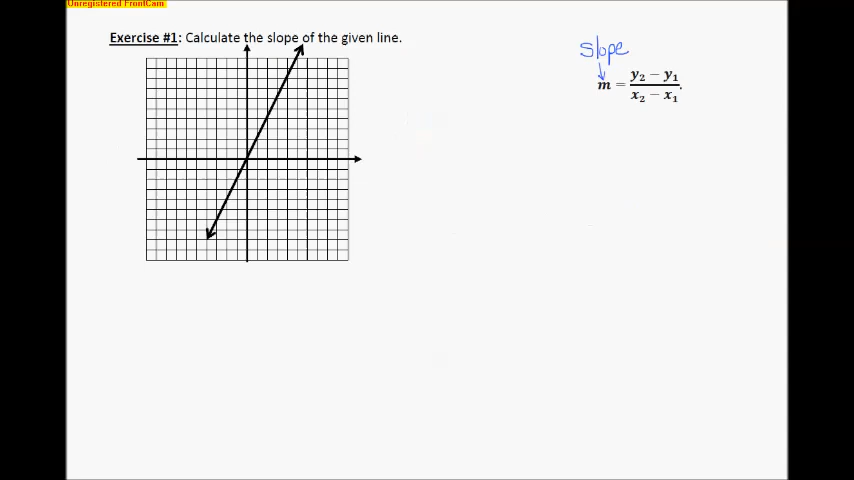 Unregistered FrontCam
Exercise #1: Calculate the slope of the given line.
slope
m = y₂ − y₁ / x₂ − x₁.